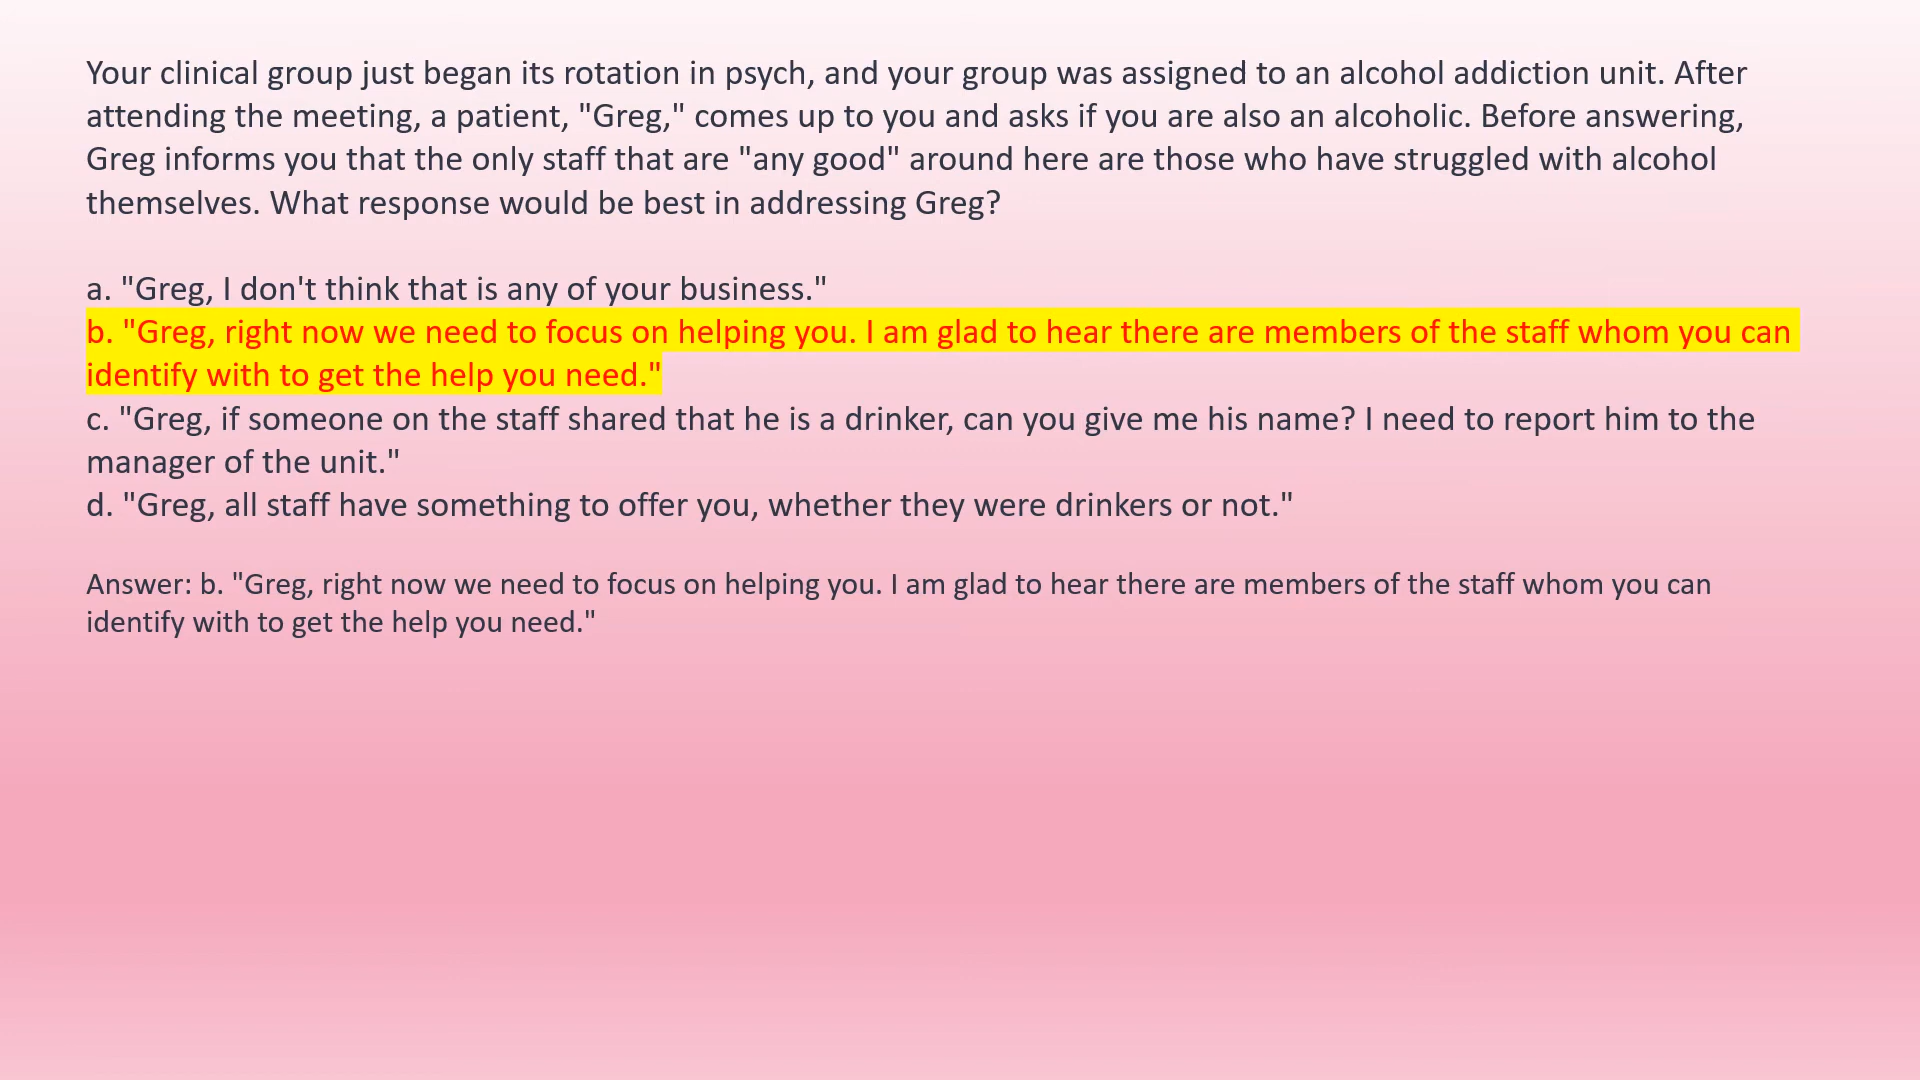 Your clinical group just began its rotation in psych, and your group was assigned to an alcohol addiction unit. After
attending the meeting, a patient, "Greg," comes up to you and asks if you are also an alcoholic. Before answering,
Greg informs you that the only staff that are "any good" around here are those who have struggled with alcohol
themselves. What response would be best in addressing Greg?
a. "Greg, I don't think that is any of your business."
b. "Greg, right now we need to focus on helping you. I am glad to hear there are members of the staff whom you can
identify with to get the help you need."
c. "Greg, if someone on the staff shared that he is a drinker, can you give me his name? I need to report him to the
manager of the unit."
d. "Greg, all staff have something to offer you, whether they were drinkers or not."
Answer: b. "Greg, right now we need to focus on helping you. I am glad to hear there are members of the staff whom you can
identify with to get the help you need."